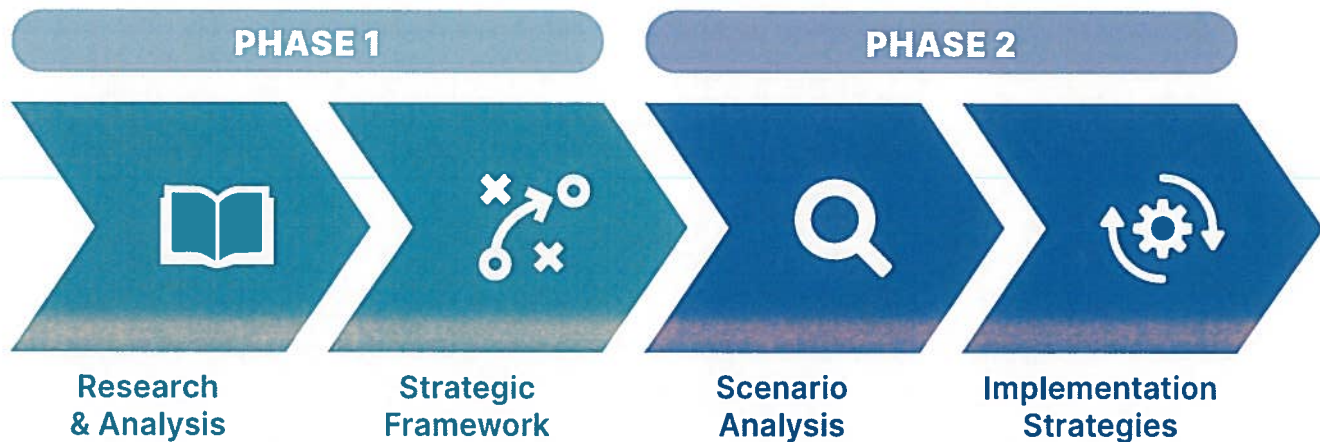 PHASE 1
PHASE 2
Research
& Analysis
Strategic
Framework
Scenario
Analysis
Implementation
Strategies